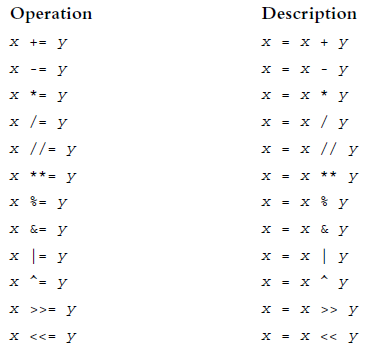 Operation Description
x += y x = x + y
x -= y x = x - y
x *= y x = x * y
x /= y x = x / y
x //= y x = x // y
x **= y x = x ** y
x %= y x = x % y
x &= y x = x & y
x |= y x = x | y
x ^= y x = x ^ y
x >>= y x = x >> y
x <<= y x = x << y